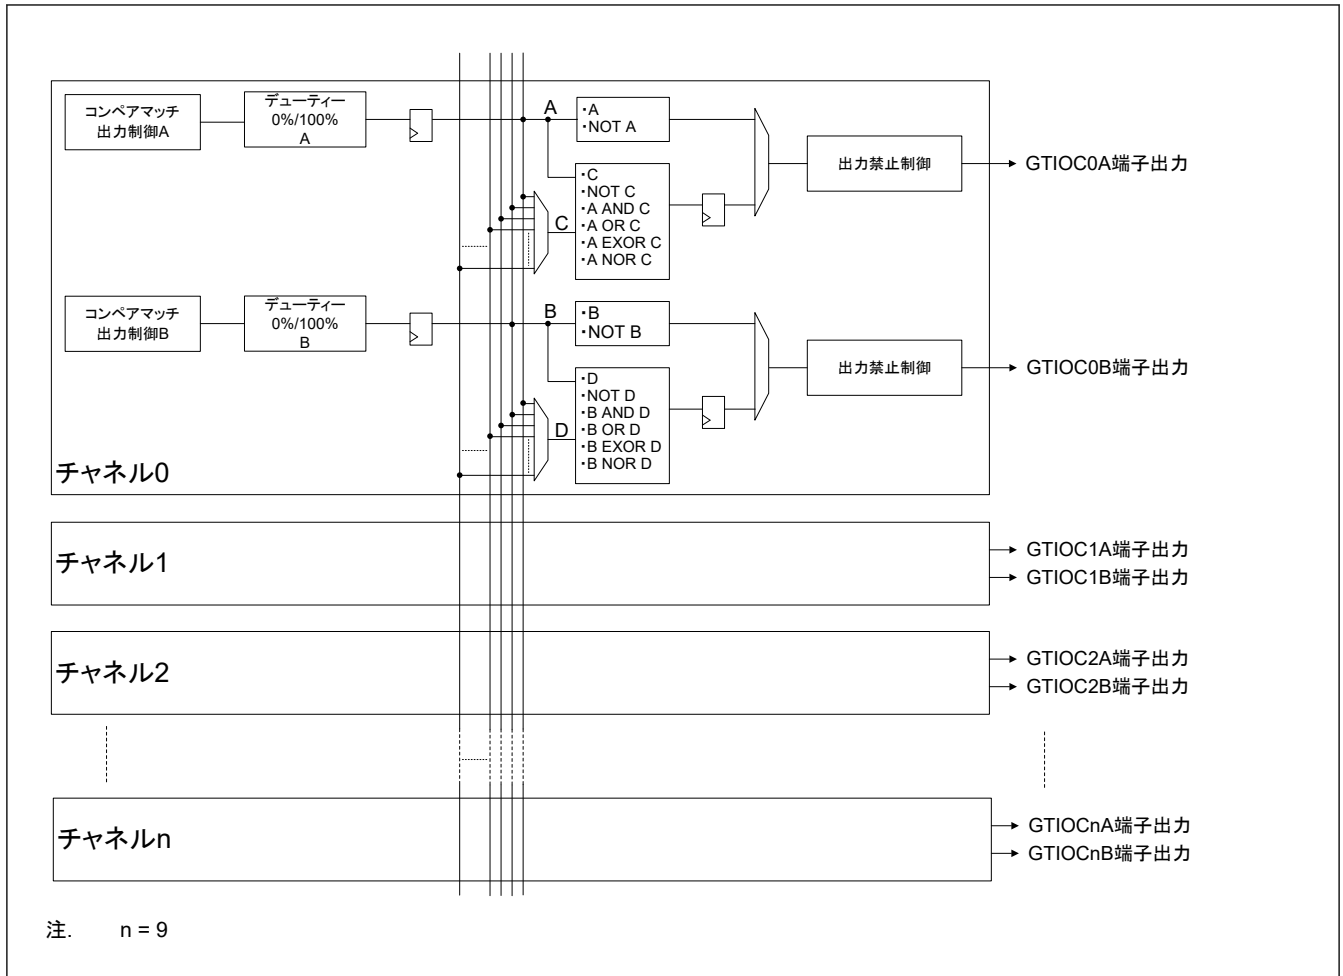 コンペアマッチ
出力制御A
デューティー
0%/100%
A
A
・A
・NOT A
・C
・NOT C
・A AND C
・A OR C
・A EXOR C
・A NOR C
C
出力禁止制御
GTIOC0A端子出力
コンペアマッチ
出力制御B
デューティー
0%/100%
B
B
・B
・NOT B
・D
・NOT D
・B AND D
・B OR D
・B EXOR D
・B NOR D
D
出力禁止制御
GTIOC0B端子出力
チャネル0
チャネル1
GTIOC1A端子出力
GTIOC1B端子出力
チャネル2
GTIOC2A端子出力
GTIOC2B端子出力
チャネルn
GTIOCnA端子出力
GTIOCnB端子出力
注. n = 9